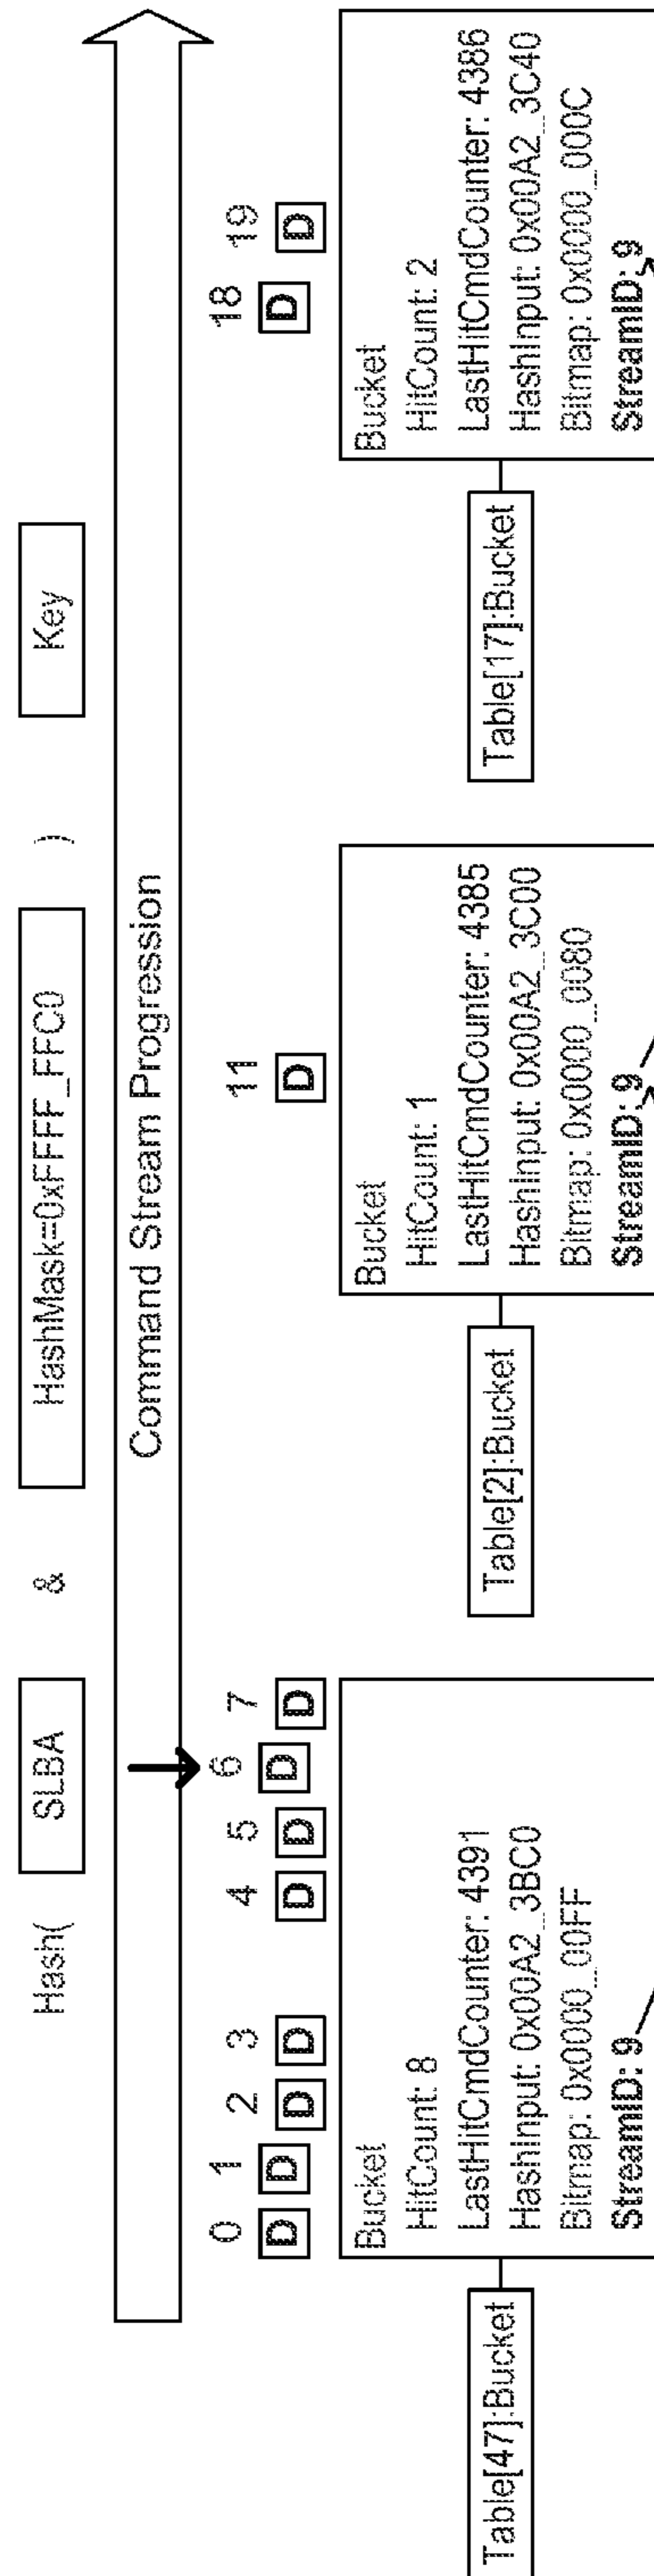 Hash( SLBA & HashMask=0xFFFF_FFC0 ) Key
Command Stream Progression
0 1 2 3 4 5 6 7 11 18 19
D D D D D D D D D D D
Table[47]:Bucket
Bucket
HitCount: 8
LastHitCmdCounter: 4391
HashInput: 0x00A2_3BC0
Bitmap: 0x0000_00FF
StreamID: 9
Table[2]:Bucket
Bucket
HitCount: 1
LastHitCmdCounter: 4385
HashInput: 0x00A2_3C00
Bitmap: 0x0000_0080
StreamID: 9
Table[17]:Bucket
Bucket
HitCount: 2
LastHitCmdCounter: 4386
HashInput: 0x00A2_3C40
Bitmap: 0x0000_000C
StreamID: 9